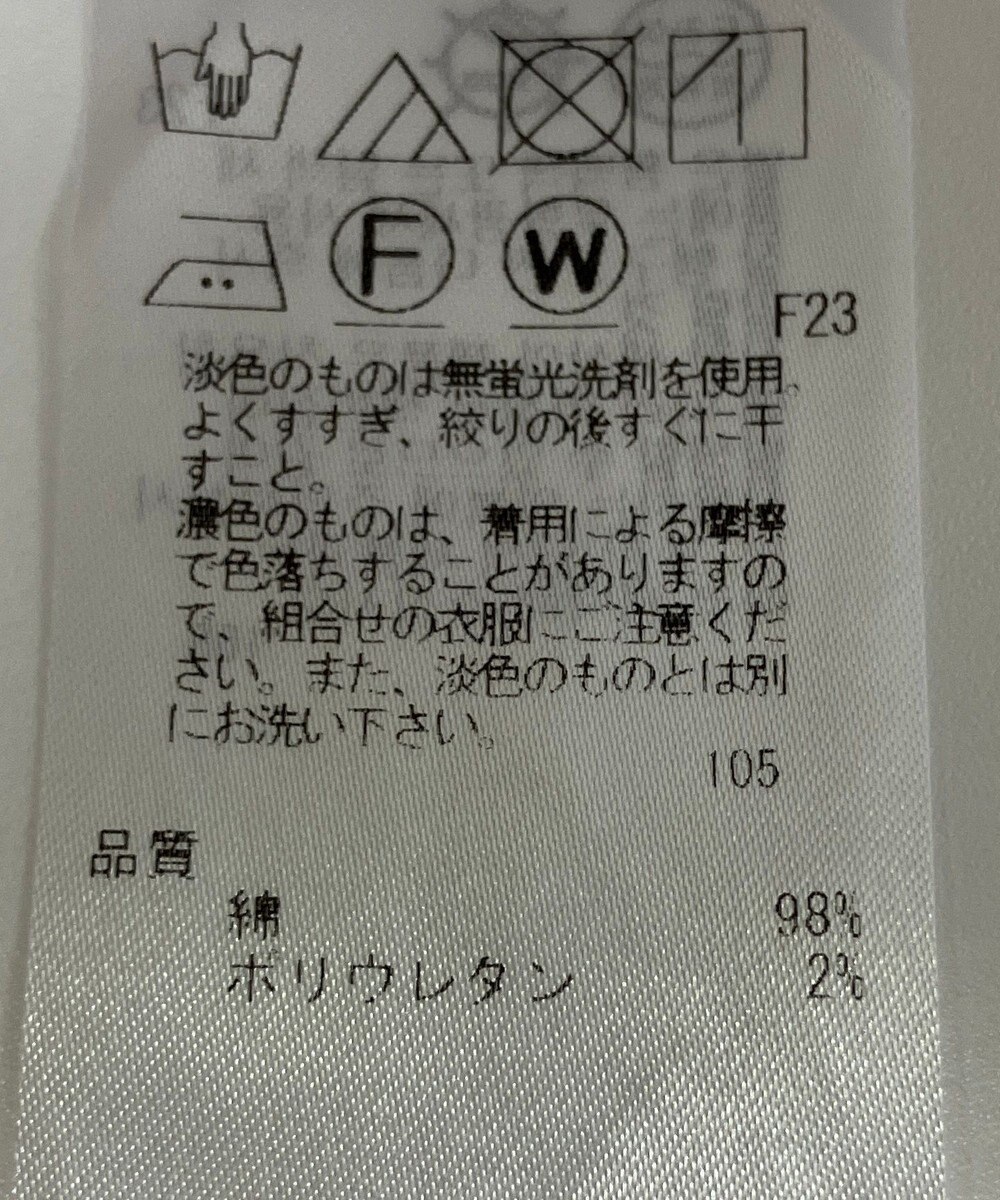 F W
F23
淡色のものは無蛍光洗剤を使用、
よくすすぎ、絞りの後すぐに干
すこと。
濃色のものは、着用による摩擦
で色落ちすることがありますの
で、組合せの衣服にご注意くだ
さい。また、淡色のものとは別
にお洗い下さい。
105
品質
綿 98%
ポリウレタン 2%